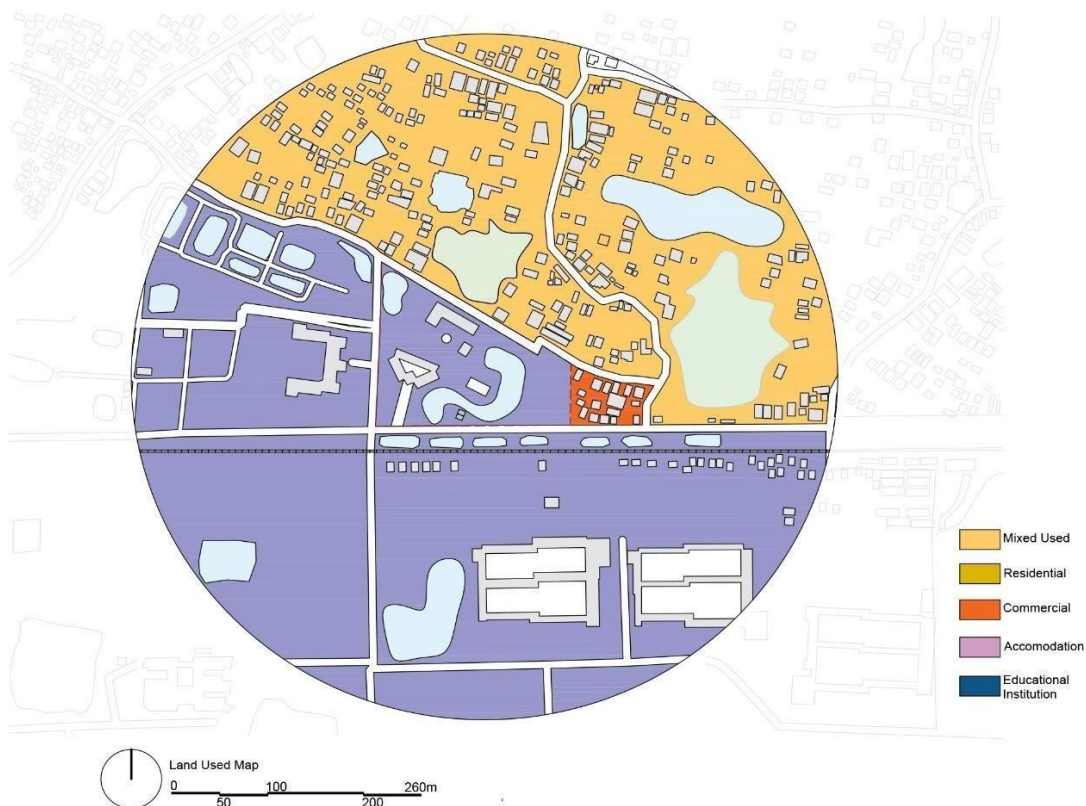 Mixed Used
Residential
Commercial
Accomodation
Educational
Institution
Land Used Map
0 100 260m
50 200